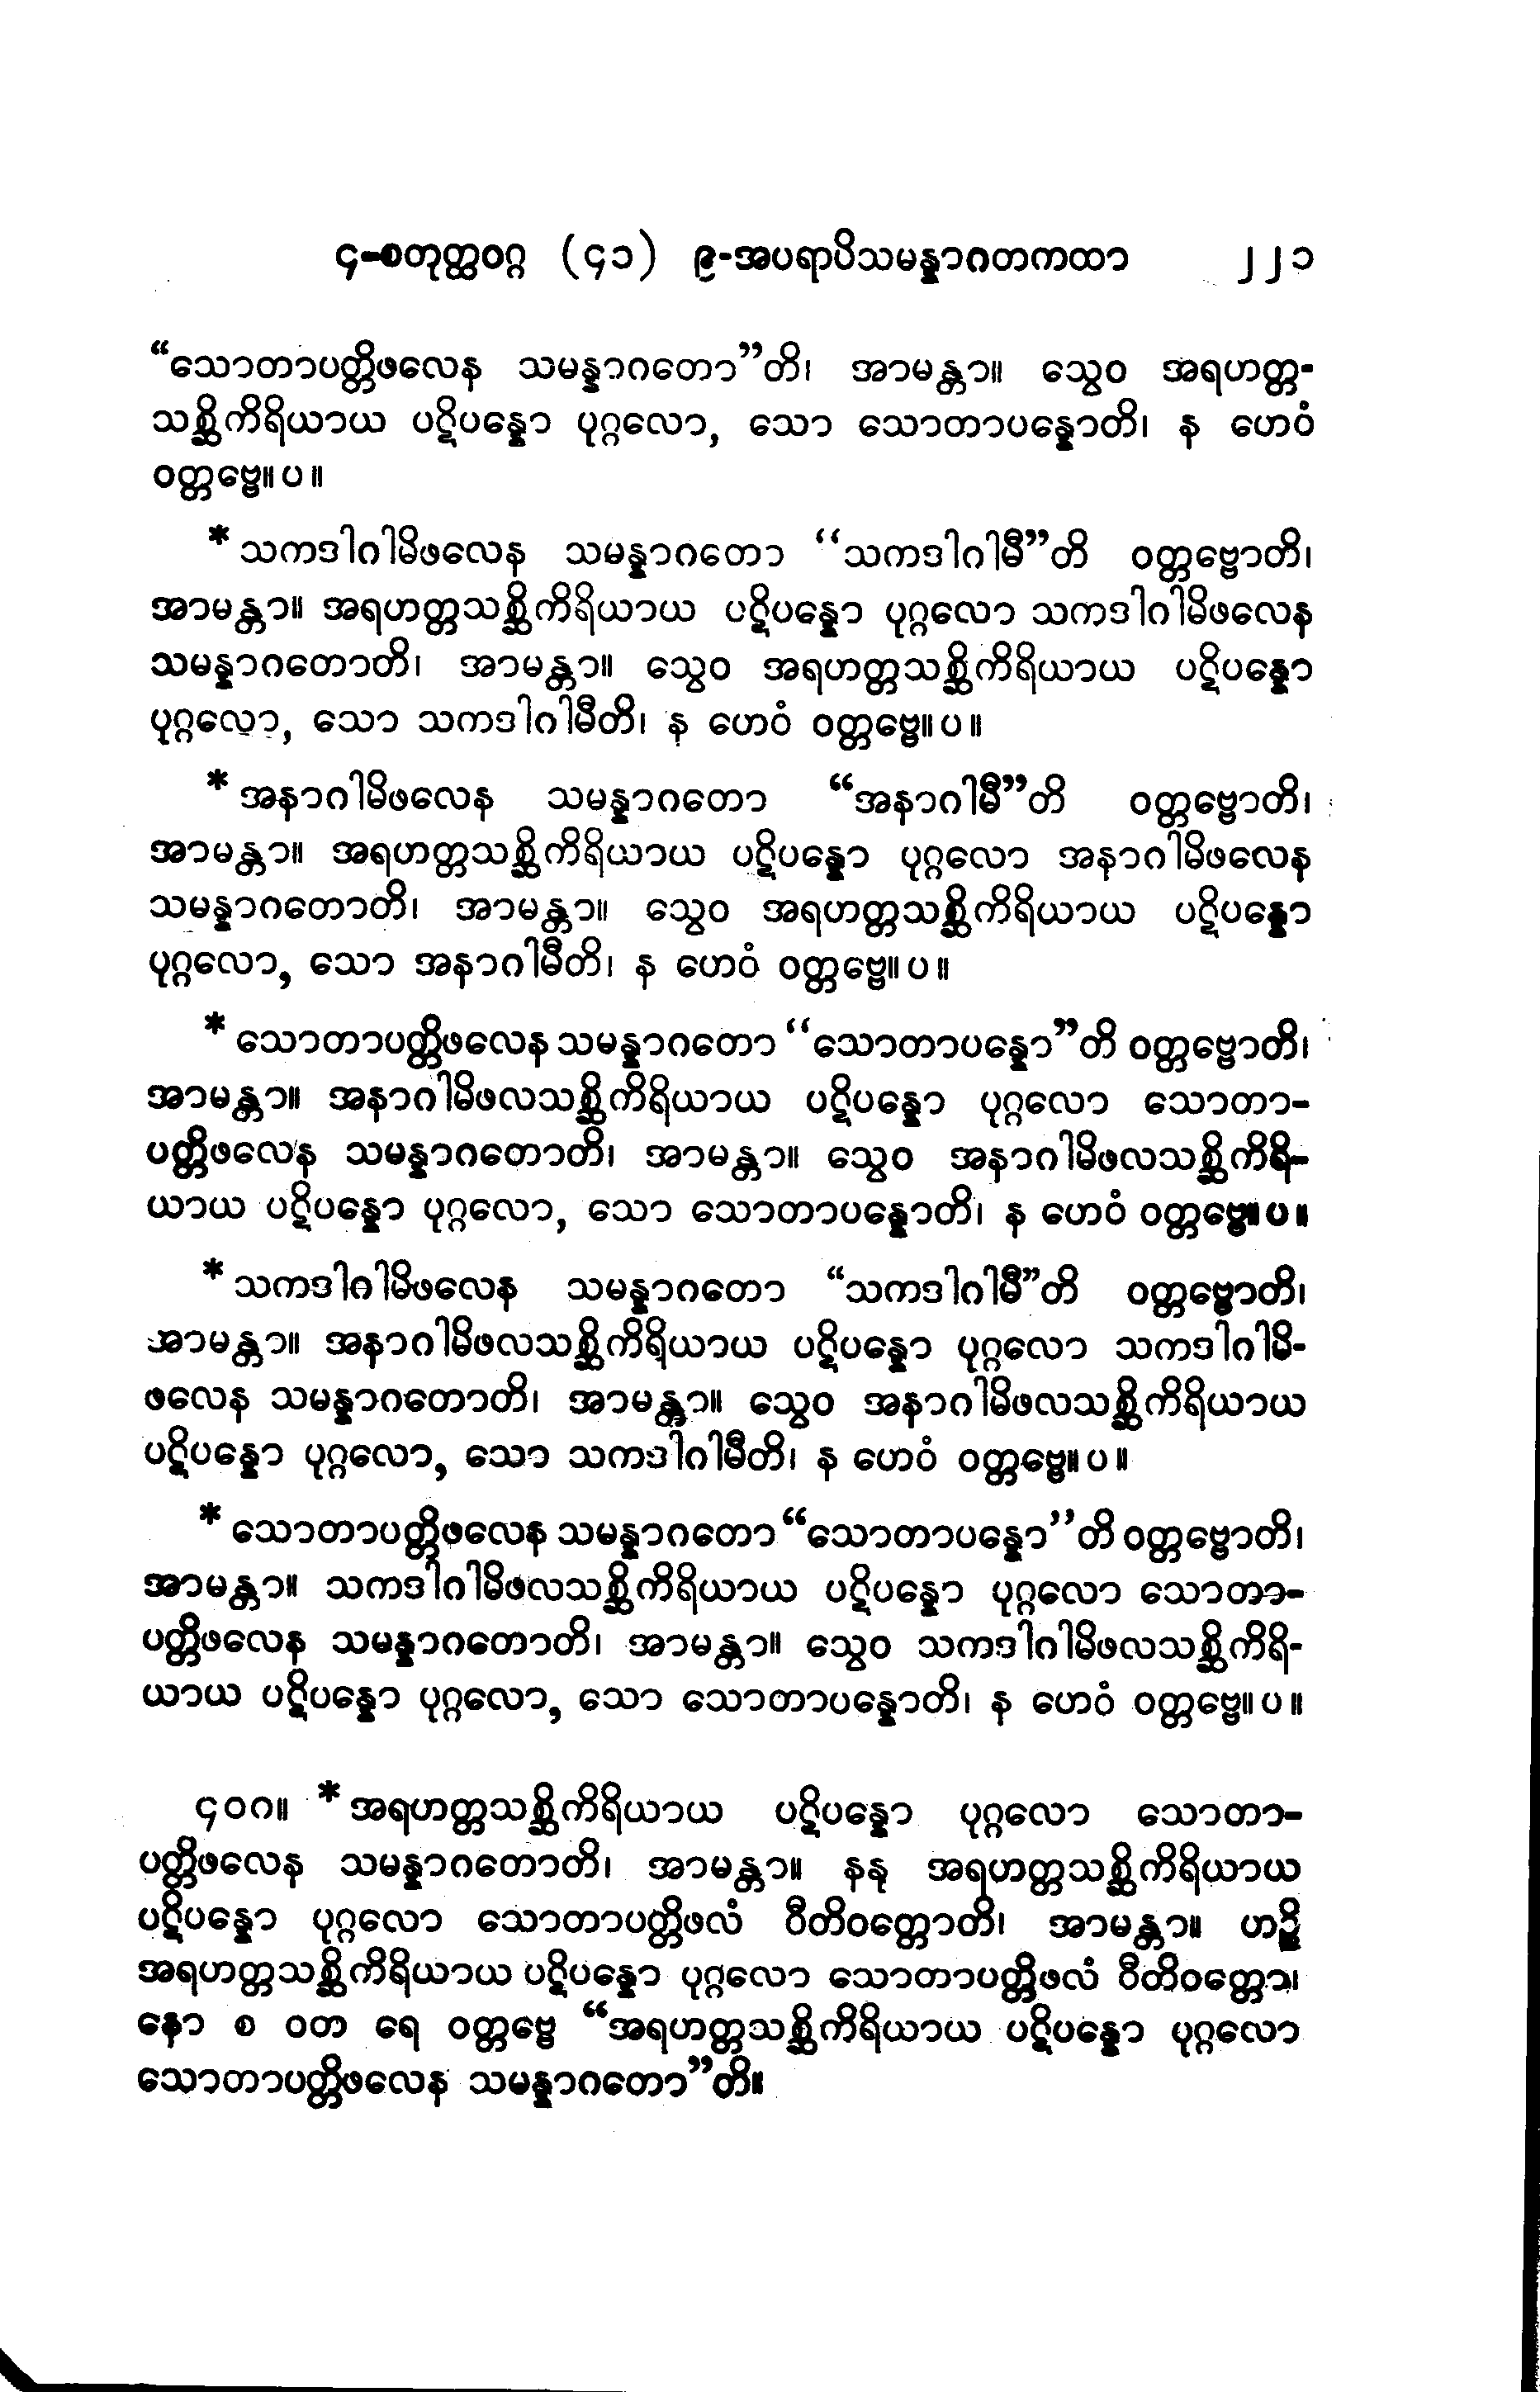 ၄-စတုတ္ထဝဂ္ဂ (၄၁) ၉-အပရာပိသမန္နာဂတကထာ ၂၂၁
“သောတာပတ္တိဖလေန သမန္နာဂတော”တိ၊ အာမန္တာ။ သွေဝ အရဟတ္တ-
သစ္ဆိကိရိယာယ ပဋိပန္နော ပုဂ္ဂလော, သော သောတာပန္နောတိ၊ န ဟေဝံ
ဝတ္တဗ္ဗေ။ပ။
* သကဒါဂါမိဖလေန သမန္နာဂတော “သကဒါဂါမီ”တိ ဝတ္တဗ္ဗောတိ၊
အာမန္တာ။ အရဟတ္တသစ္ဆိကိရိယာယ ပဋိပန္နော ပုဂ္ဂလော သကဒါဂါမိဖလေန
သမန္နာဂတောတိ၊ အာမန္တာ။ သွေဝ အရဟတ္တသစ္ဆိကိရိယာယ ပဋိပန္နော
ပုဂ္ဂလော, သော သကဒါဂါမီတိ၊ န ဟေဝံ ဝတ္တဗ္ဗေ။ပ။
* အနာဂါမိဖလေန သမန္နာဂတော “အနာဂါမီ”တိ ဝတ္တဗ္ဗောတိ၊
အာမန္တာ။ အရဟတ္တသစ္ဆိကိရိယာယ ပဋိပန္နော ပုဂ္ဂလော အနာဂါမိဖလေန
သမန္နာဂတောတိ၊ အာမန္တာ။ သွေဝ အရဟတ္တသစ္ဆိကိရိယာယ ပဋိပန္နော
ပုဂ္ဂလော, သော အနာဂါမီတိ၊ န ဟေဝံ ဝတ္တဗ္ဗေ။ပ။
* သောတာပတ္တိဖလေန သမန္နာဂတော “သောတာပန္နော”တိ ဝတ္တဗ္ဗောတိ၊
အာမန္တာ။ အနာဂါမိဖလသစ္ဆိကိရိယာယ ပဋိပန္နော ပုဂ္ဂလော သောတာ-
ပတ္တိဖလေန သမန္နာဂတောတိ၊ အာမန္တာ။ သွေဝ အနာဂါမိဖလသစ္ဆိကိရိ-
ယာယ ပဋိပန္နော ပုဂ္ဂလော, သော သောတာပန္နောတိ၊ န ဟေဝံ ဝတ္တဗ္ဗေ။ပ။
* သကဒါဂါမိဖလေန သမန္နာဂတော “သကဒါဂါမီ”တိ ဝတ္တဗ္ဗောတိ၊
အာမန္တာ။ အနာဂါမိဖလသစ္ဆိကိရိယာယ ပဋိပန္နော ပုဂ္ဂလော သကဒါဂါမိ-
ဖလေန သမန္နာဂတောတိ၊ အာမန္တာ။ သွေဝ အနာဂါမိဖလသစ္ဆိကိရိယာယ
ပဋိပန္နော ပုဂ္ဂလော, သော သကဒါဂါမီတိ၊ န ဟေဝံ ဝတ္တဗ္ဗေ။ပ။
* သောတာပတ္တိဖလေန သမန္နာဂတော “သောတာပန္နော”တိ ဝတ္တဗ္ဗောတိ၊
အာမန္တာ။ သကဒါဂါမိဖလသစ္ဆိကိရိယာယ ပဋိပန္နော ပုဂ္ဂလော သောတာ-
ပတ္တိဖလေန သမန္နာဂတောတိ၊ အာမန္တာ။ သွေဝ သကဒါဂါမိဖလသစ္ဆိကိရိ-
ယာယ ပဋိပန္နော ပုဂ္ဂလော, သော သောတာပန္နောတိ၊ န ဟေဝံ ဝတ္တဗ္ဗေ။ပ။
၄၀၈။ * အရဟတ္တသစ္ဆိကိရိယာယ ပဋိပန္နော ပုဂ္ဂလော သောတာ-
ပတ္တိဖလေန သမန္နာဂတောတိ၊ အာမန္တာ။ နနု အရဟတ္တသစ္ဆိကိရိယာယ
ပဋိပန္နော ပုဂ္ဂလော သောတာပတ္တိဖလံ ဝီတိဝတ္တောတိ၊ အာမန္တာ။ ဟဉ္စိ
အရဟတ္တသစ္ဆိကိရိယာယ ပဋိပန္နော ပုဂ္ဂလော သောတာပတ္တိဖလံ ဝီတိဝတ္တော၊
နော စ ဝတ ရေ ဝတ္တဗ္ဗေ “အရဟတ္တသစ္ဆိကိရိယာယ ပဋိပန္နော ပုဂ္ဂလော
သောတာပတ္တိဖလေန သမန္နာဂတော”တိ။